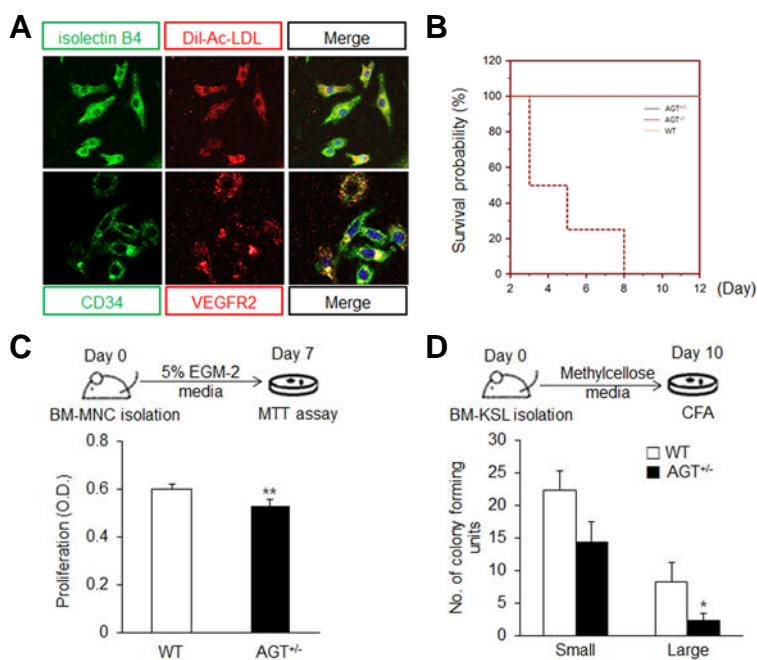 A
isolectin B4 Dil-Ac-LDL Merge
CD34 VEGFR2 Merge
B
Survival probability (%)
120
100
80
60
40
20
0
2 4 6 8 10 12 (Day)
AGT+/-
AGT-/-
WT
C
Day 0 5% EGM-2 Day 7
media
BM-MNC isolation MTT assay
Proliferation (O.D.)
0.8
0.6
0.4
0.2
0
**
WT AGT+/-
D
Day 0 Methylcellose Day 10
media
BM-KSL isolation CFA
No. of colony forming
units
30
25
20
15
10
5
0
WT
AGT+/-
*
Small Large